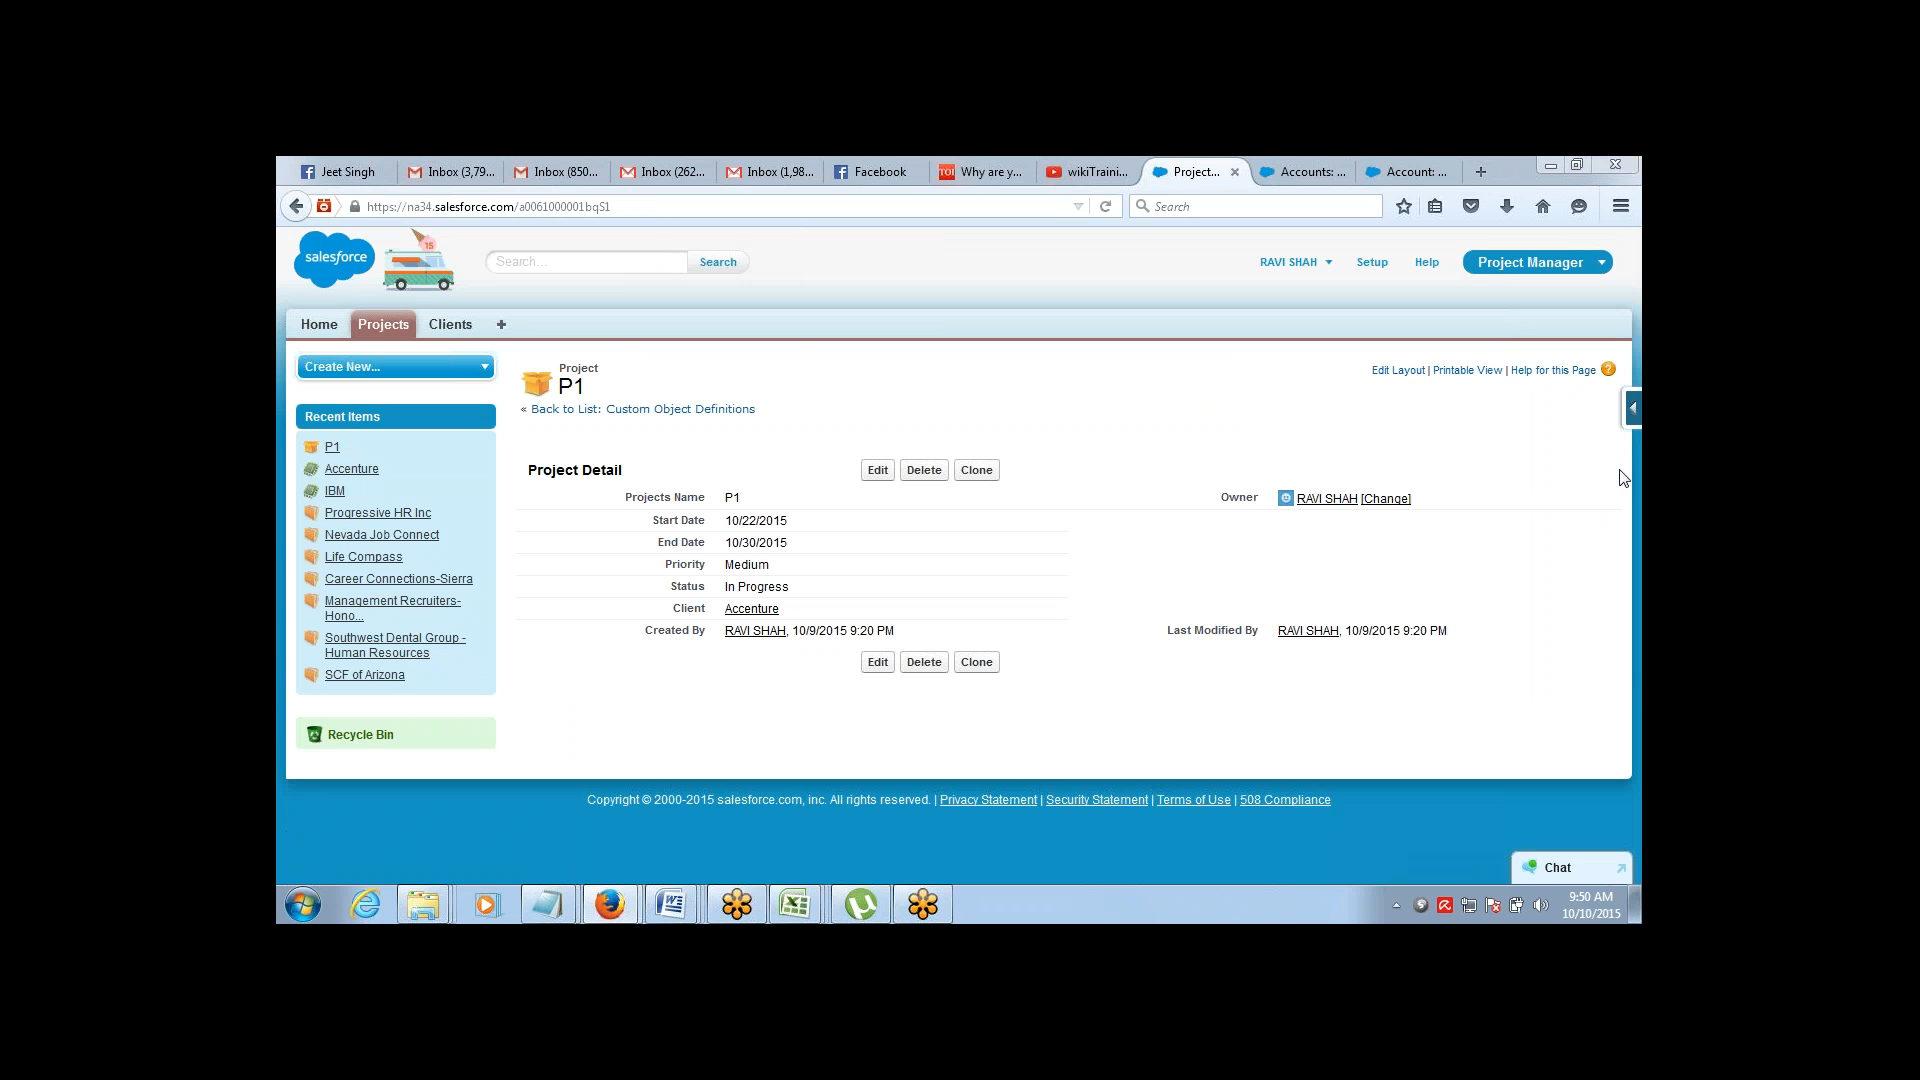 Jeet Singh
Inbox (3,79...
Inbox (850...
Inbox (262...
Inbox (1,98...
Facebook
TOI Why are y...
wikiTraini...
Project...
Accounts: ...
Account: ...
https://na34.salesforce.com/a0061000001bqS1
Search
salesforce
15
Search...
Search
RAVI SHAH
Setup
Help
Project Manager
Home
Projects
Clients
Create New...
Recent Items
P1
Accenture
IBM
Progressive HR Inc
Nevada Job Connect
Life Compass
Career Connections-Sierra
Management Recruiters-
Hono...
Southwest Dental Group -
Human Resources
SCF of Arizona
Recycle Bin
Project
P1
« Back to List: Custom Object Definitions
Edit Layout | Printable View | Help for this Page
Project Detail
Edit
Delete
Clone
Projects Name P1
Owner RAVI SHAH [Change]
Start Date 10/22/2015
End Date 10/30/2015
Priority Medium
Status In Progress
Client Accenture
Created By RAVI SHAH, 10/9/2015 9:20 PM
Last Modified By RAVI SHAH, 10/9/2015 9:20 PM
Edit
Delete
Clone
Copyright © 2000-2015 salesforce.com, inc. All rights reserved. | Privacy Statement | Security Statement | Terms of Use | 508 Compliance
Chat
9:50 AM
10/10/2015